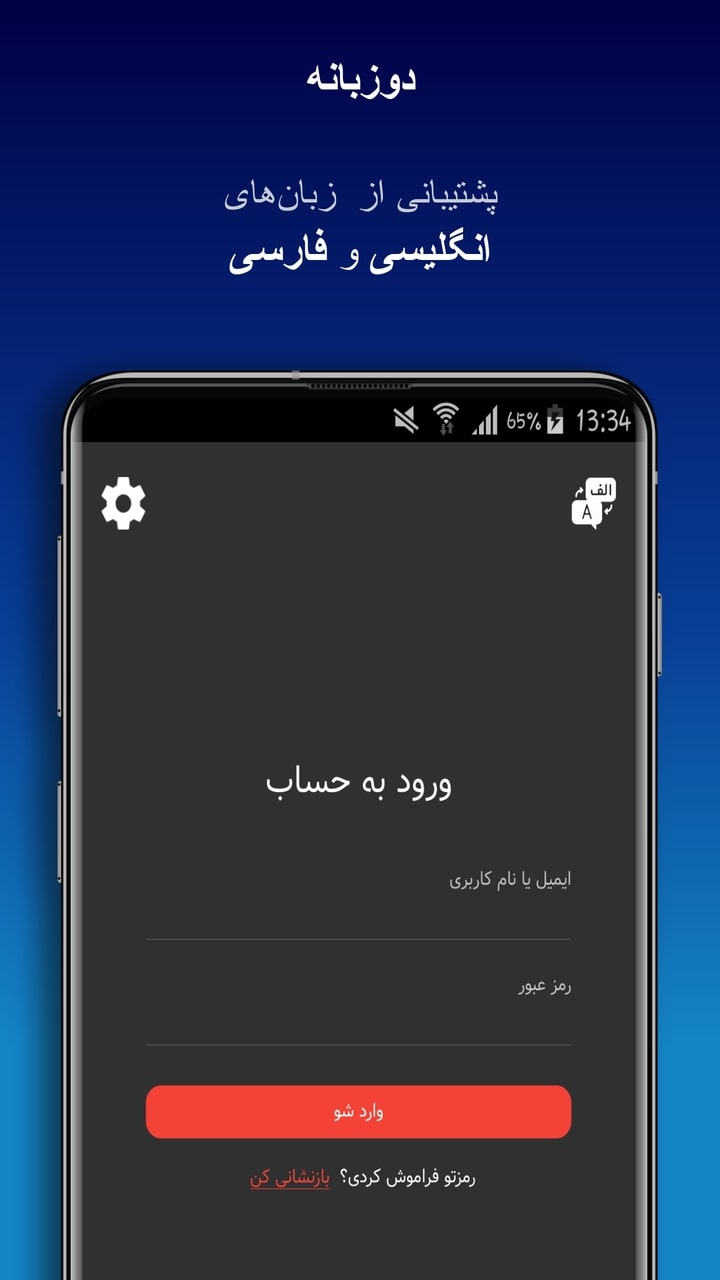 دوزبانه
پشتیبانی از زبان‌های
انگلیسی و فارسی
65% 13:34
الف
A
ورود به حساب
ایمیل یا نام کاربری
رمز عبور
وارد شو
رمزتو فراموش کردی؟ بازنشانی کن